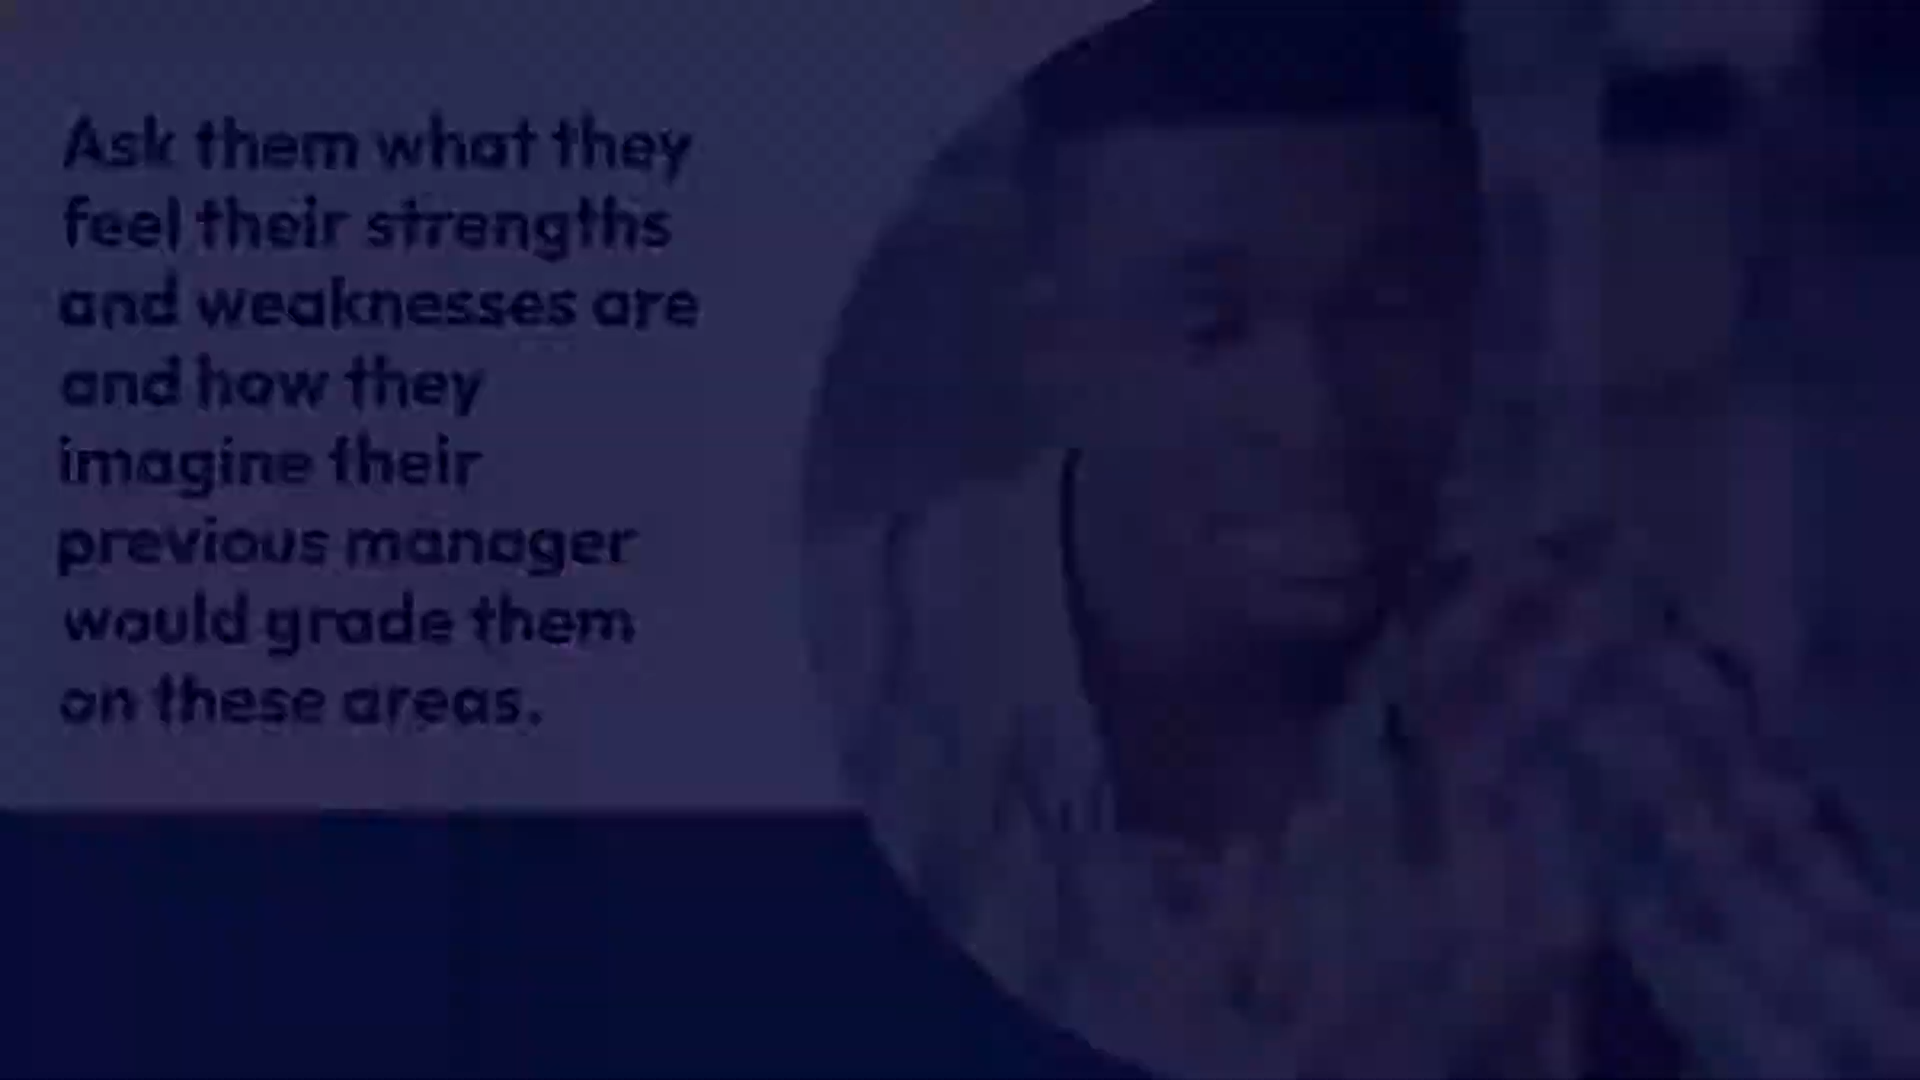 Ask them what they
feel their strengths
and weaknesses are
and how they
imagine their
previous manager
would grade them
on these areas.